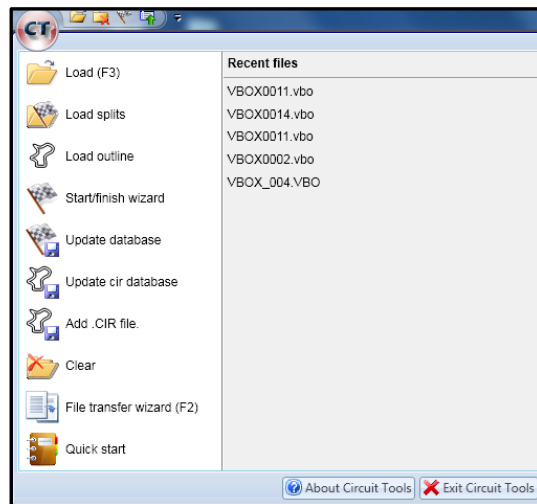 CT
Load (F3)
Load splits
Load outline
Start/finish wizard
Update database
Update cir database
Add .CIR file.
Clear
File transfer wizard (F2)
Quick start
Recent files
VBOX0011.vbo
VBOX0014.vbo
VBOX0011.vbo
VBOX0002.vbo
VBOX_004.VBO
About Circuit Tools
Exit Circuit Tools